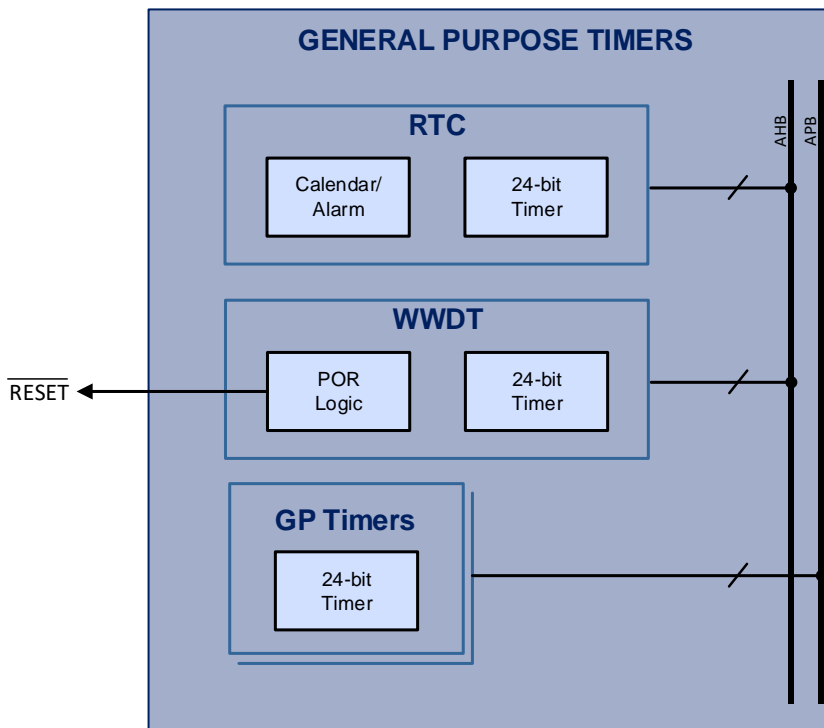 GENERAL PURPOSE TIMERS
AHB
APB
RTC
Calendar/
Alarm
24-bit
Timer
WWDT
RESET
POR
Logic
24-bit
Timer
GP Timers
24-bit
Timer